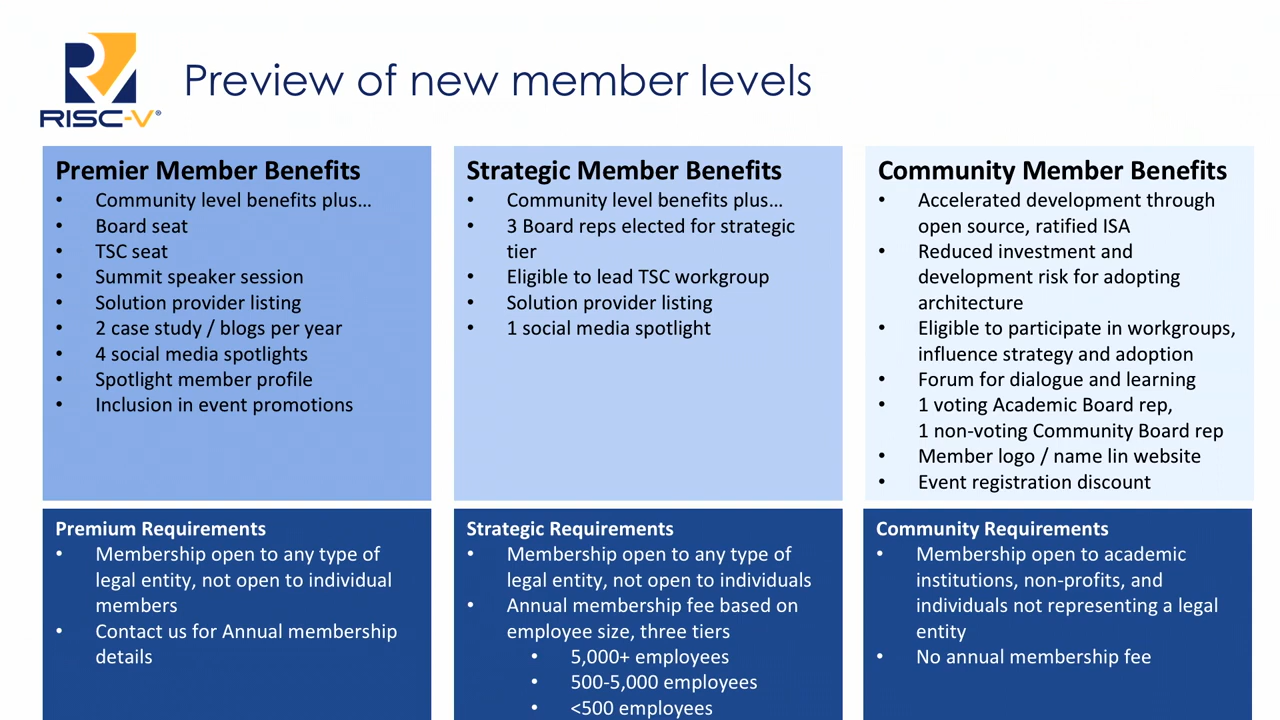 RISC-V®
Preview of new member levels
Premier Member Benefits
• Community level benefits plus...
• Board seat
• TSC seat
• Summit speaker session
• Solution provider listing
• 2 case study / blogs per year
• 4 social media spotlights
• Spotlight member profile
• Inclusion in event promotions
Strategic Member Benefits
• Community level benefits plus...
• 3 Board reps elected for strategic
tier
• Eligible to lead TSC workgroup
• Solution provider listing
• 1 social media spotlight
Community Member Benefits
• Accelerated development through
open source, ratified ISA
• Reduced investment and
development risk for adopting
architecture
• Eligible to participate in workgroups,
influence strategy and adoption
• Forum for dialogue and learning
• 1 voting Academic Board rep,
1 non-voting Community Board rep
• Member logo / name lin website
• Event registration discount
Premium Requirements
• Membership open to any type of
legal entity, not open to individual
members
• Contact us for Annual membership
details
Strategic Requirements
• Membership open to any type of
legal entity, not open to individuals
• Annual membership fee based on
employee size, three tiers
• 5,000+ employees
• 500-5,000 employees
• <500 employees
Community Requirements
• Membership open to academic
institutions, non-profits, and
individuals not representing a legal
entity
• No annual membership fee